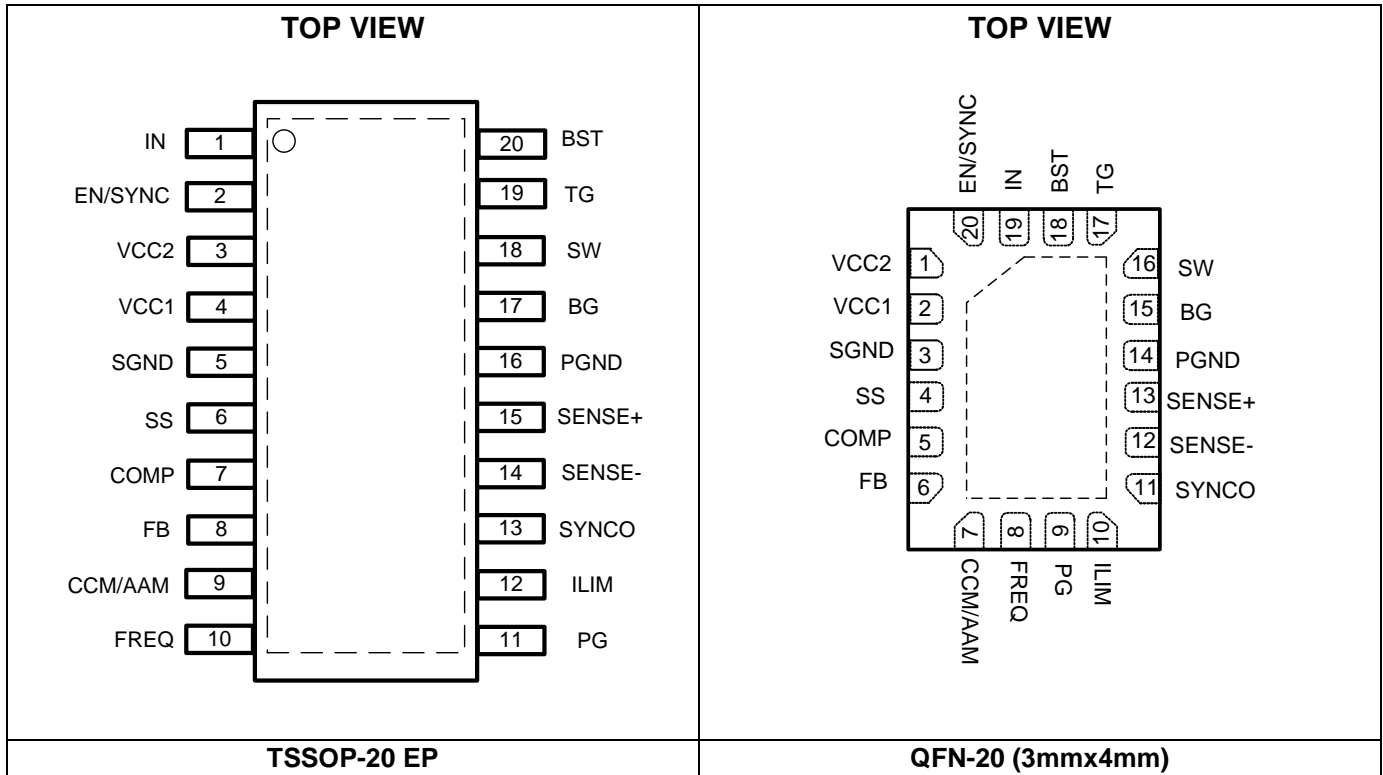 TOP VIEW
IN 1
EN/SYNC 2
VCC2 3
VCC1 4
SGND 5
SS 6
COMP 7
FB 8
CCM/AAM 9
FREQ 10
20 BST
19 TG
18 SW
17 BG
16 PGND
15 SENSE+
14 SENSE-
13 SYNCO
12 ILIM
11 PG
TSSOP-20 EP
TOP VIEW
EN/SYNC
IN
BST
TG
20
19
18
17
VCC2 1
VCC1 2
SGND 3
SS 4
COMP 5
FB 6
16 SW
15 BG
14 PGND
13 SENSE+
12 SENSE-
11 SYNCO
7
8
9
10
CCM/AAM
FREQ
PG
ILIM
QFN-20 (3mmx4mm)